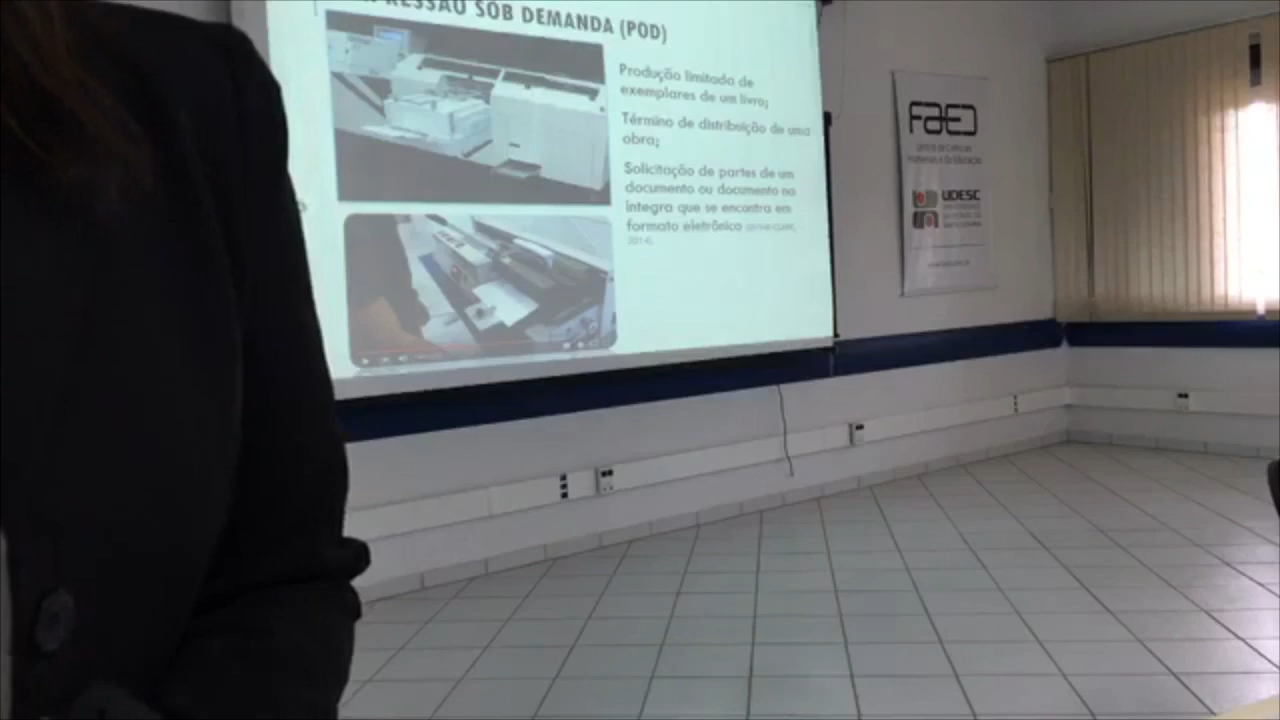 SOB DEMANDA (POD)
Produção limitada de
exemplares de um livro;
Término de distribuição de uma
obra;
Solicitação de partes de um
documento ou documento na
íntegra que se encontra em
formato eletrônico
2014).
FAED
UDESC